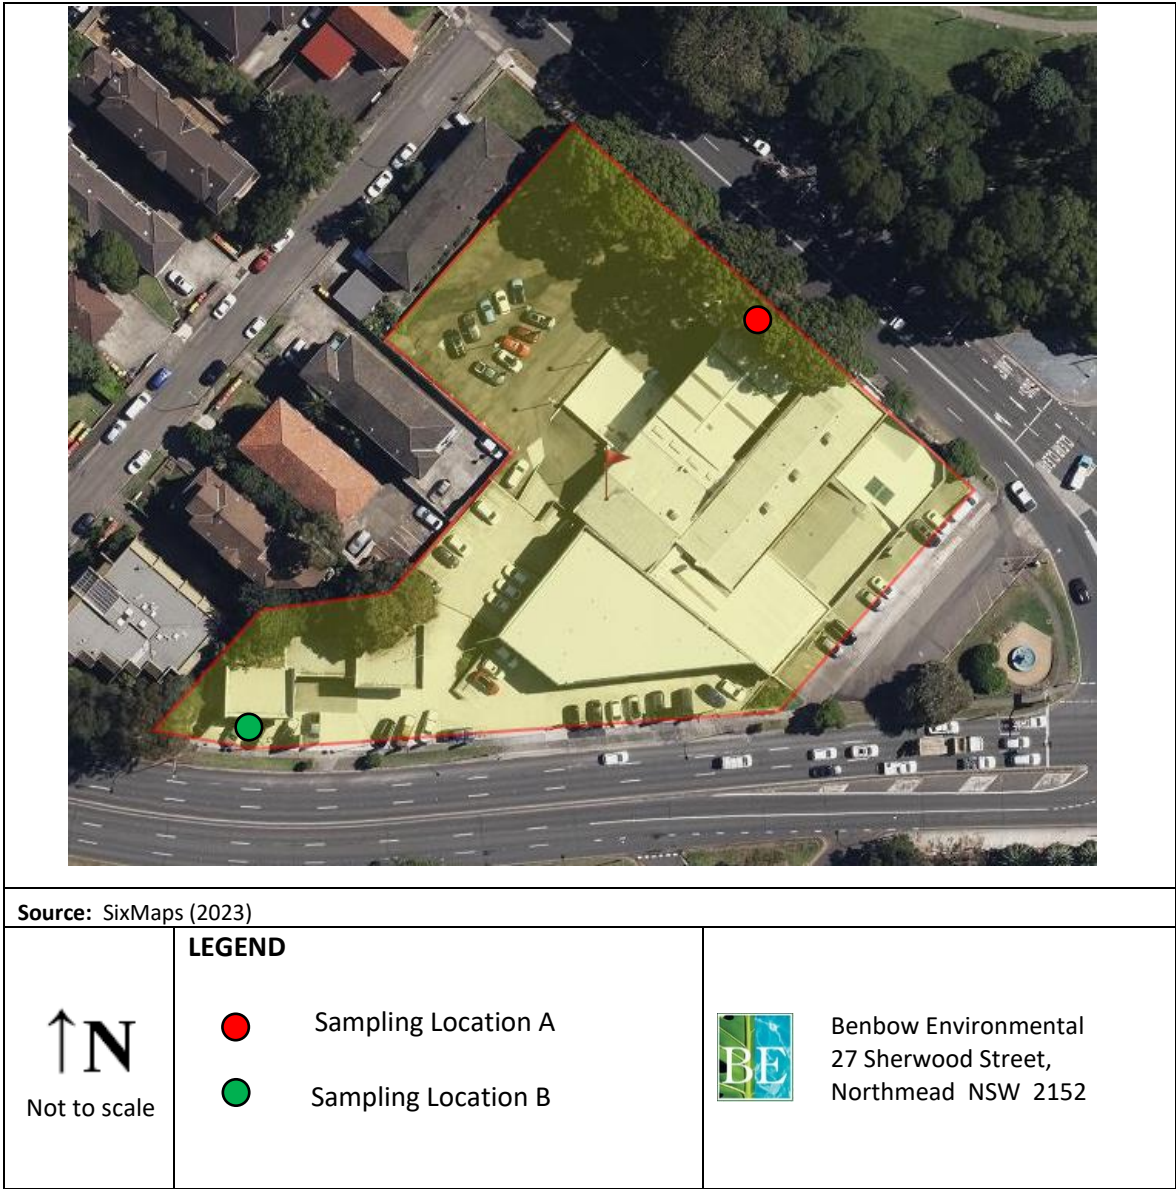 Source: SixMaps (2023)
LEGEND
↑N
Not to scale
Sampling Location A
Sampling Location B
BE
Benbow Environmental
27 Sherwood Street,
Northmead NSW 2152